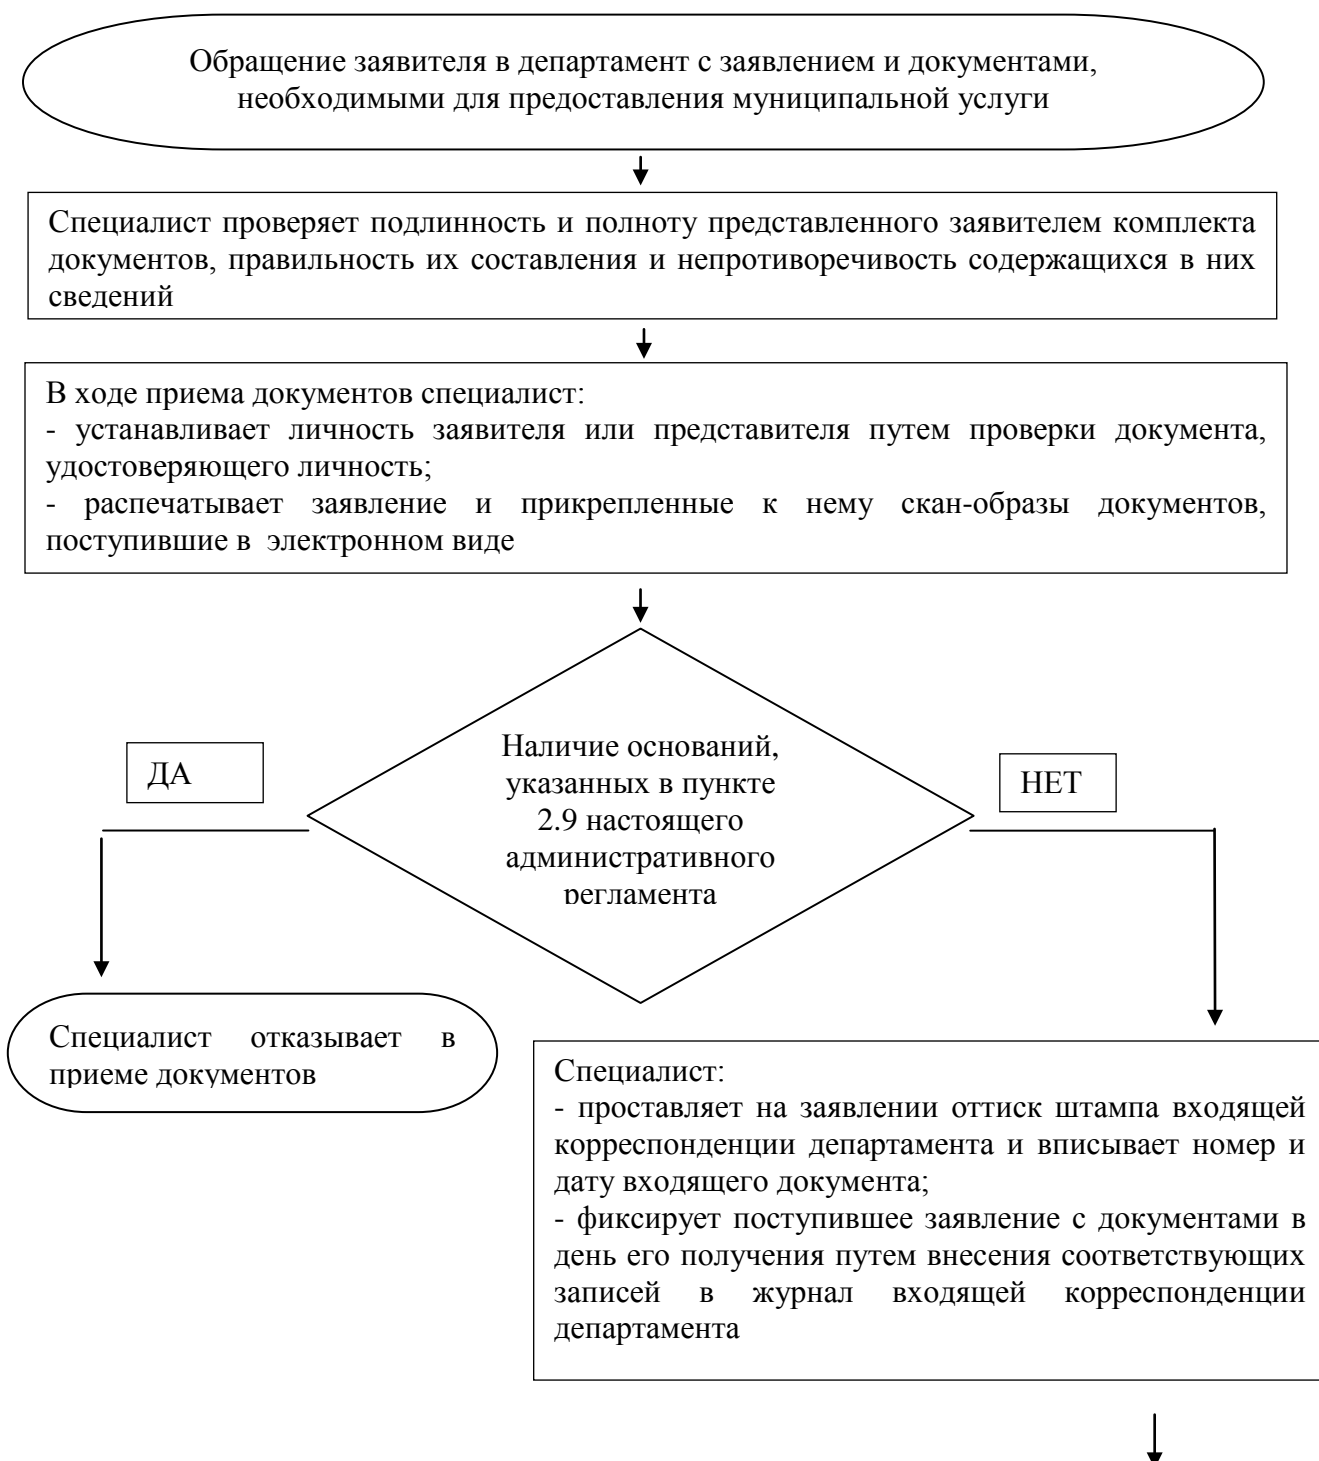 Обращение заявителя в департамент с заявлением и документами,
необходимыми для предоставления муниципальной услуги
Специалист проверяет подлинность и полноту представленного заявителем комплекта
документов, правильность их составления и непротиворечивость содержащихся в них
сведений
В ходе приема документов специалист:
- устанавливает личность заявителя или представителя путем проверки документа,
удостоверяющего личность;
- распечатывает заявление и прикрепленные к нему скан-образы документов,
поступившие в электронном виде
Наличие оснований,
указанных в пункте
2.9 настоящего
административного
регламента
ДА
НЕТ
Специалист отказывает в
приеме документов
Специалист:
- проставляет на заявлении оттиск штампа входящей
корреспонденции департамента и вписывает номер и
дату входящего документа;
- фиксирует поступившее заявление с документами в
день его получения путем внесения соответствующих
записей в журнал входящей корреспонденции
департамента